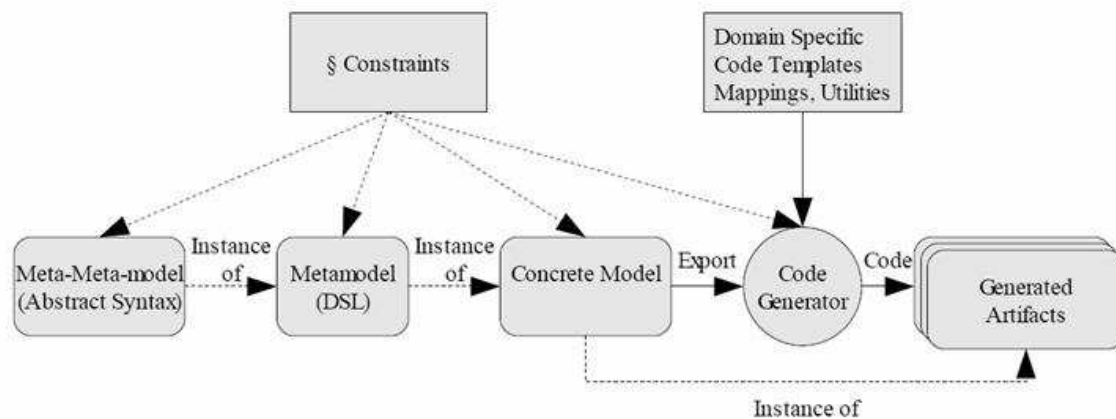 § Constraints
Domain Specific
Code Templates
Mappings, Utilities
Meta-Meta-model
(Abstract Syntax)
Instance
of
Metamodel
(DSL)
Instance
of
Concrete Model
Export
Code
Generator
Code
Generated
Artifacts
Instance of